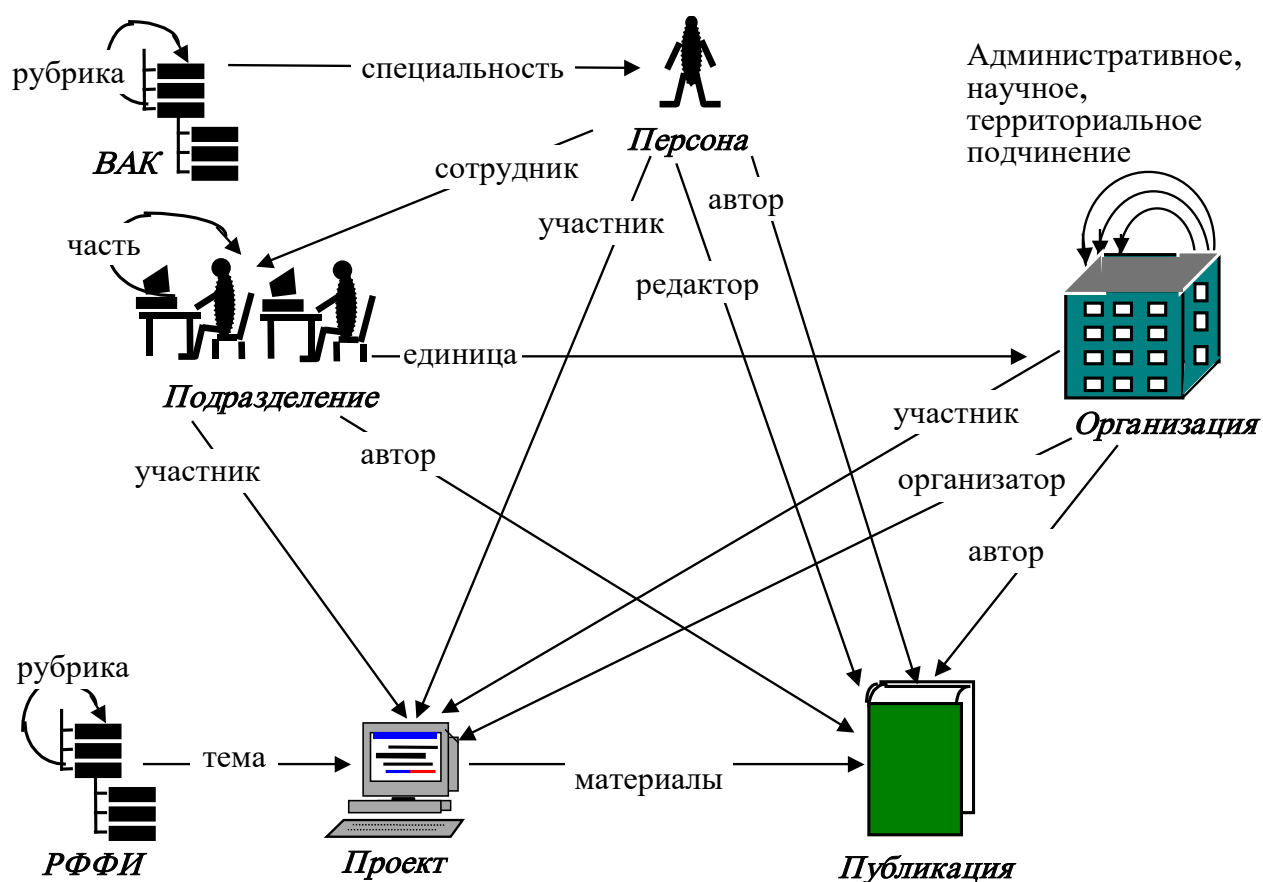 рубрика
специальность
Административное,
научное,
территориальное
подчинение
ВАК
Персона
сотрудник
автор
участник
часть
редактор
единица
Подразделение
участник
Организация
автор
участник
организатор
автор
рубрика
тема
материалы
РФФИ
Проект
Публикация